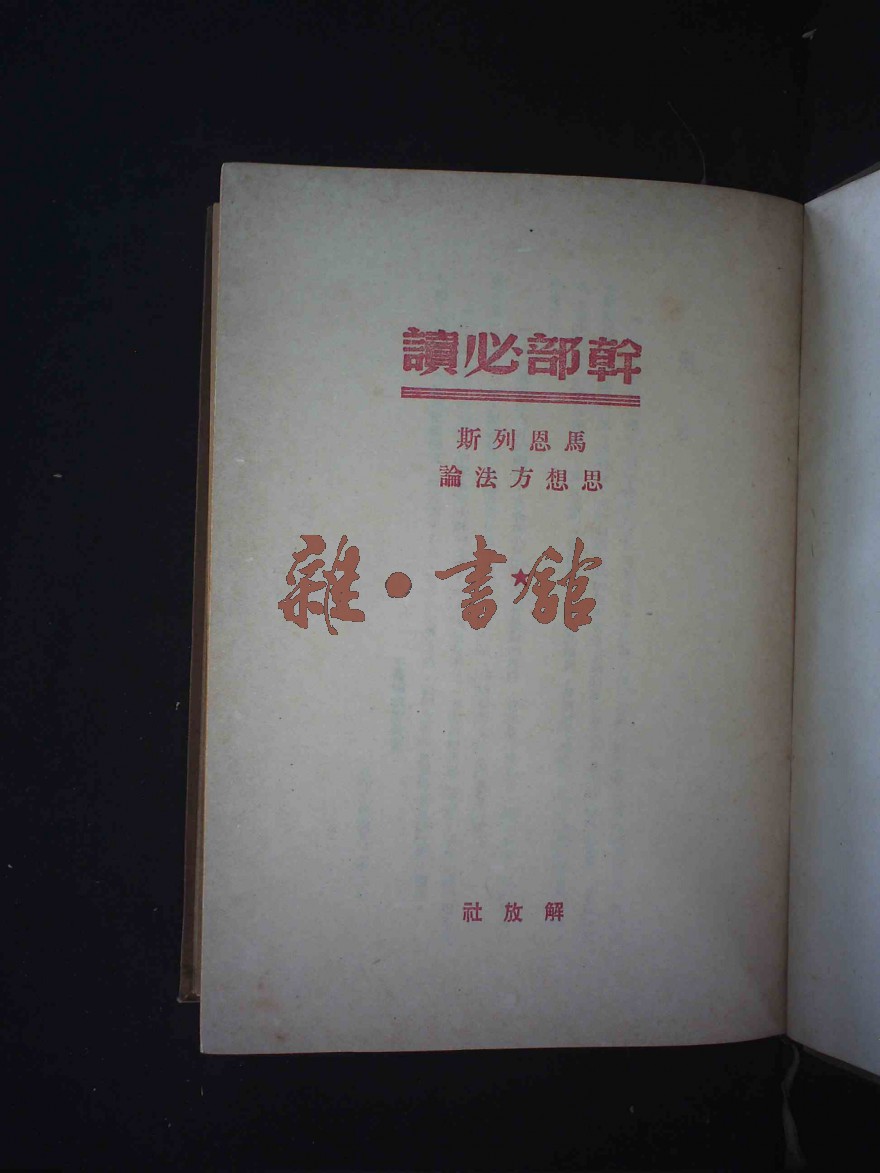 幹部必讀
馬恩列斯
思想方法論
雜·書館
解放社